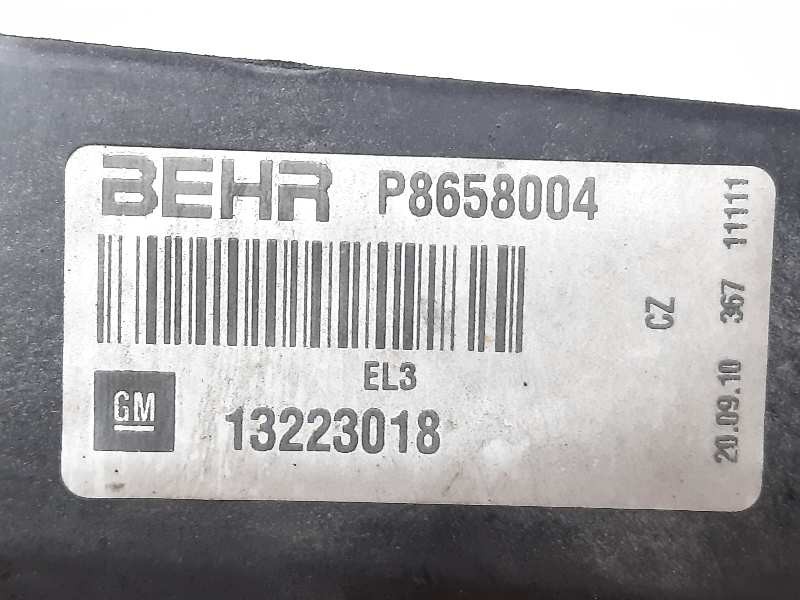 BEHR P8658004
EL3
GM 13223018
CZ
20.09.10 367 11111